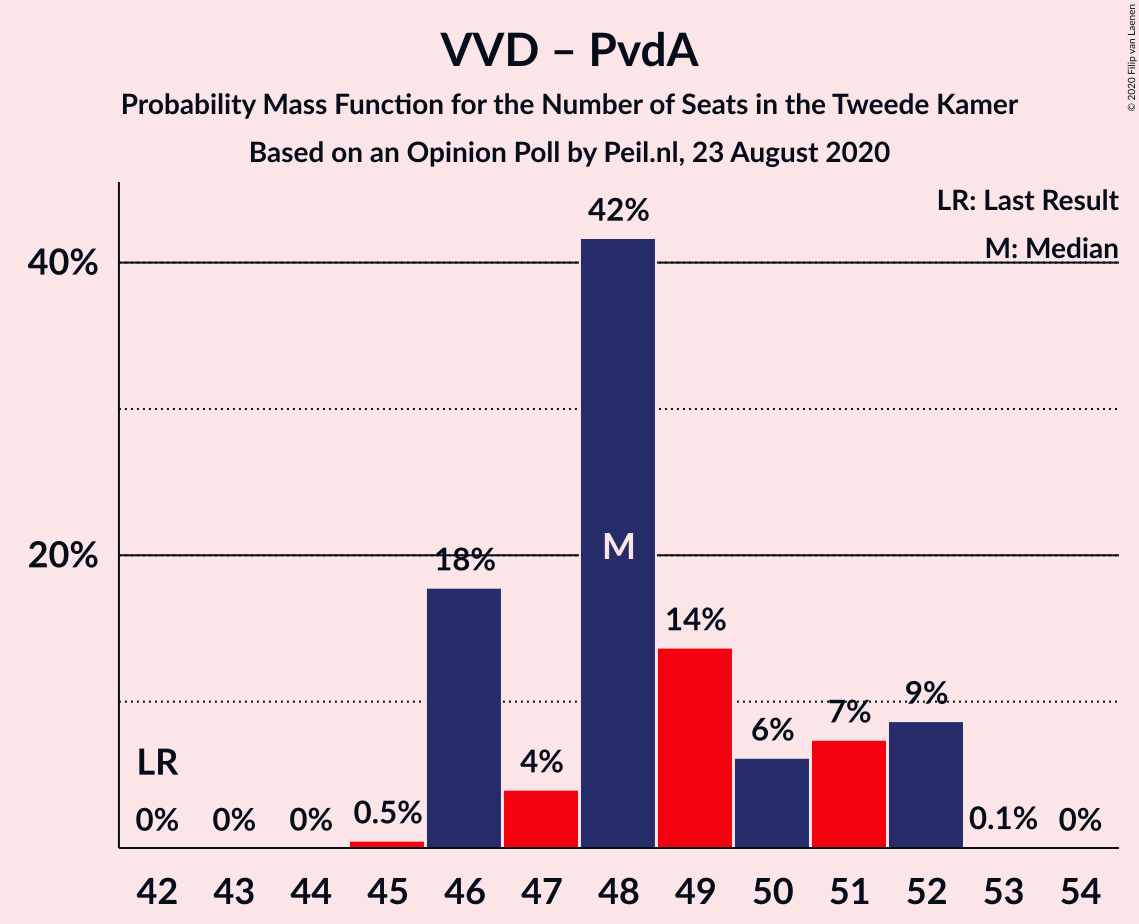 VVD – PvdA
Probability Mass Function for the Number of Seats in the Tweede Kamer
Based on an Opinion Poll by Peil.nl, 23 August 2020
© 2020 Filip van Laenen
LR: Last Result
M: Median
40%
20%
42%
M
18%
14%
9%
7%
6%
4%
LR
0% 0% 0% 0.5% 0.1% 0%
42 43 44 45 46 47 48 49 50 51 52 53 54